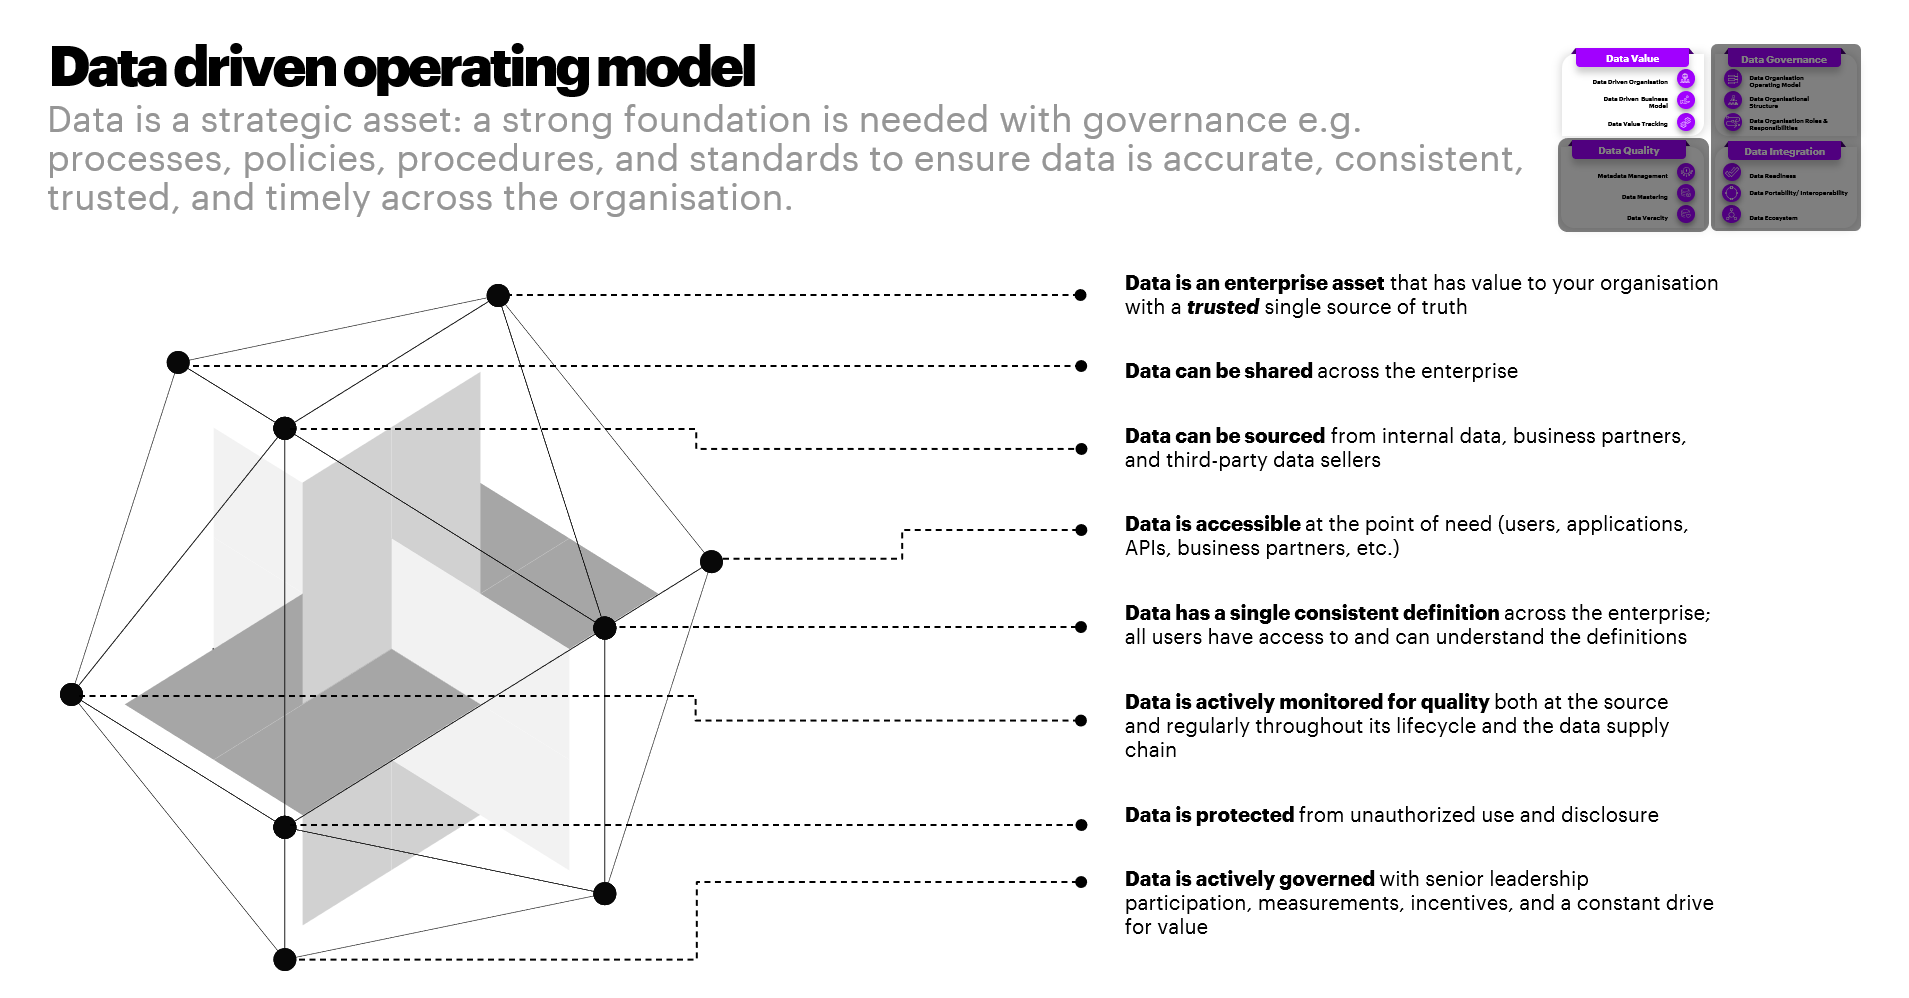 Data driven operating model
Data is a strategic asset: a strong foundation is needed with governance e.g.
processes, policies, procedures, and standards to ensure data is accurate, consistent,
trusted, and timely across the organisation.
Data Value
Data Driven Organisation
Data Driven Business
Model
Data Value Tracking
Data Governance
Data Organisation
Operating Model
Data Organisational
Structure
Data Organisation Roles &
Responsibilities
Data Quality
Metadata Management
Data Mastering
Data Veracity
Data Integration
Data Readiness
Data Portability/ Interoperability
Data Ecosystem
Data is an enterprise asset that has value to your organisation
with a trusted single source of truth
Data can be shared across the enterprise
Data can be sourced from internal data, business partners,
and third-party data sellers
Data is accessible at the point of need (users, applications,
APIs, business partners, etc.)
Data has a single consistent definition across the enterprise;
all users have access to and can understand the definitions
Data is actively monitored for quality both at the source
and regularly throughout its lifecycle and the data supply
chain
Data is protected from unauthorized use and disclosure
Data is actively governed with senior leadership
participation, measurements, incentives, and a constant drive
for value